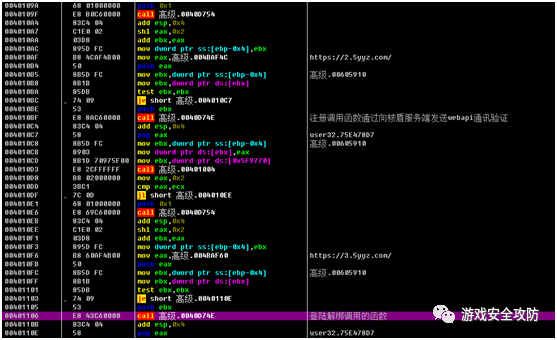 0040109A 68 01000000 push 0x1
0040109F E8 B0C60000 call 高级.0040D754
004010A4 83C4 04 add esp,0x4
004010A7 C1E0 02 shl eax,0x2
004010AA 03D8 add ebx,eax
004010AC 895D FC mov dword ptr ss:[ebp-0x4],ebx
004010AF B8 4CAF4B00 mov eax,高级.004BAF4C https://2.5yyz.com/
004010B4 50 push eax
004010B5 8B5D FC mov ebx,dword ptr ss:[ebp-0x4] 高级.00605910
004010B8 8B1B mov ebx,dword ptr ds:[ebx]
004010BA 85DB test ebx,ebx
004010BC 74 09 je short 高级.004010C7
004010BE 53 push ebx
004010BF E8 8AC60000 call 高级.0040D74E 注册调用函数通过向核盾服务端发送webapi通讯验证
004010C4 83C4 04 add esp,0x4
004010C7 58 pop eax user32.75E478D7
004010C8 8B5D FC mov ebx,dword ptr ss:[ebp-0x4] 高级.00605910
004010CB 8903 mov dword ptr ds:[ebx],eax
004010CD 8B1D 70975F00 mov ebx,dword ptr ds:[0x5F9770]
004010D3 E8 2CFFFFFF call 高级.00401004
004010D8 B8 02000000 mov eax,0x2
004010DD 3BC1 cmp eax,ecx
004010DF 7C 0D jl short 高级.004010EE
004010E1 68 01000000 push 0x1
004010E6 E8 69C60000 call 高级.0040D754
004010EB 83C4 04 add esp,0x4
004010EE C1E0 02 shl eax,0x2
004010F1 03D8 add ebx,eax
004010F3 895D FC mov dword ptr ss:[ebp-0x4],ebx
004010F6 B8 60AF4B00 mov eax,高级.004BAF60 https://3.5yyz.com/
004010FB 50 push eax
004010FC 8B5D FC mov ebx,dword ptr ss:[ebp-0x4] 高级.00605910
004010FF 8B1B mov ebx,dword ptr ds:[ebx]
00401101 85DB test ebx,ebx
00401103 74 09 je short 高级.0040110E
00401105 53 push ebx
00401106 E8 43C60000 call 高级.0040D74E 登陆解绑调用的函数
0040110B 83C4 04 add esp,0x4
0040110E 58 pop eax user32.75E478D7
游戏安全攻防